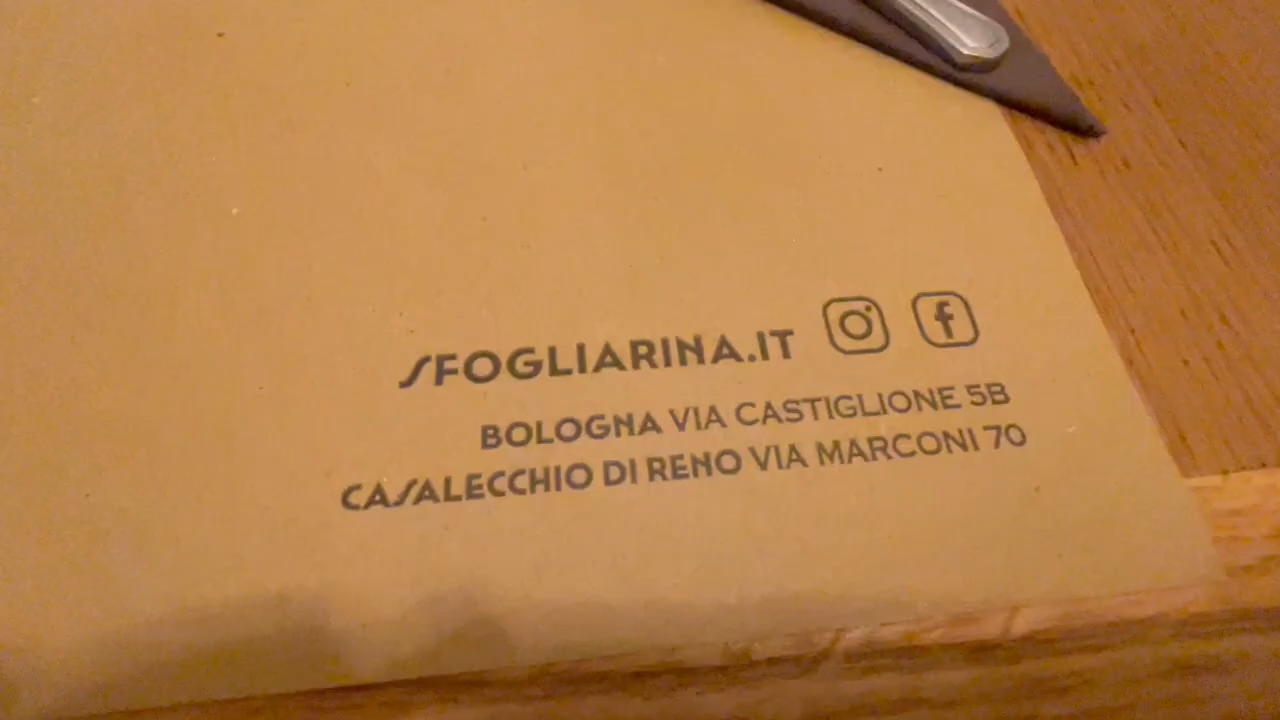 SFOGLIARINA.IT
BOLOGNA VIA CASTIGLIONE 5B
CASALECCHIO DI RENO VIA MARCONI 70